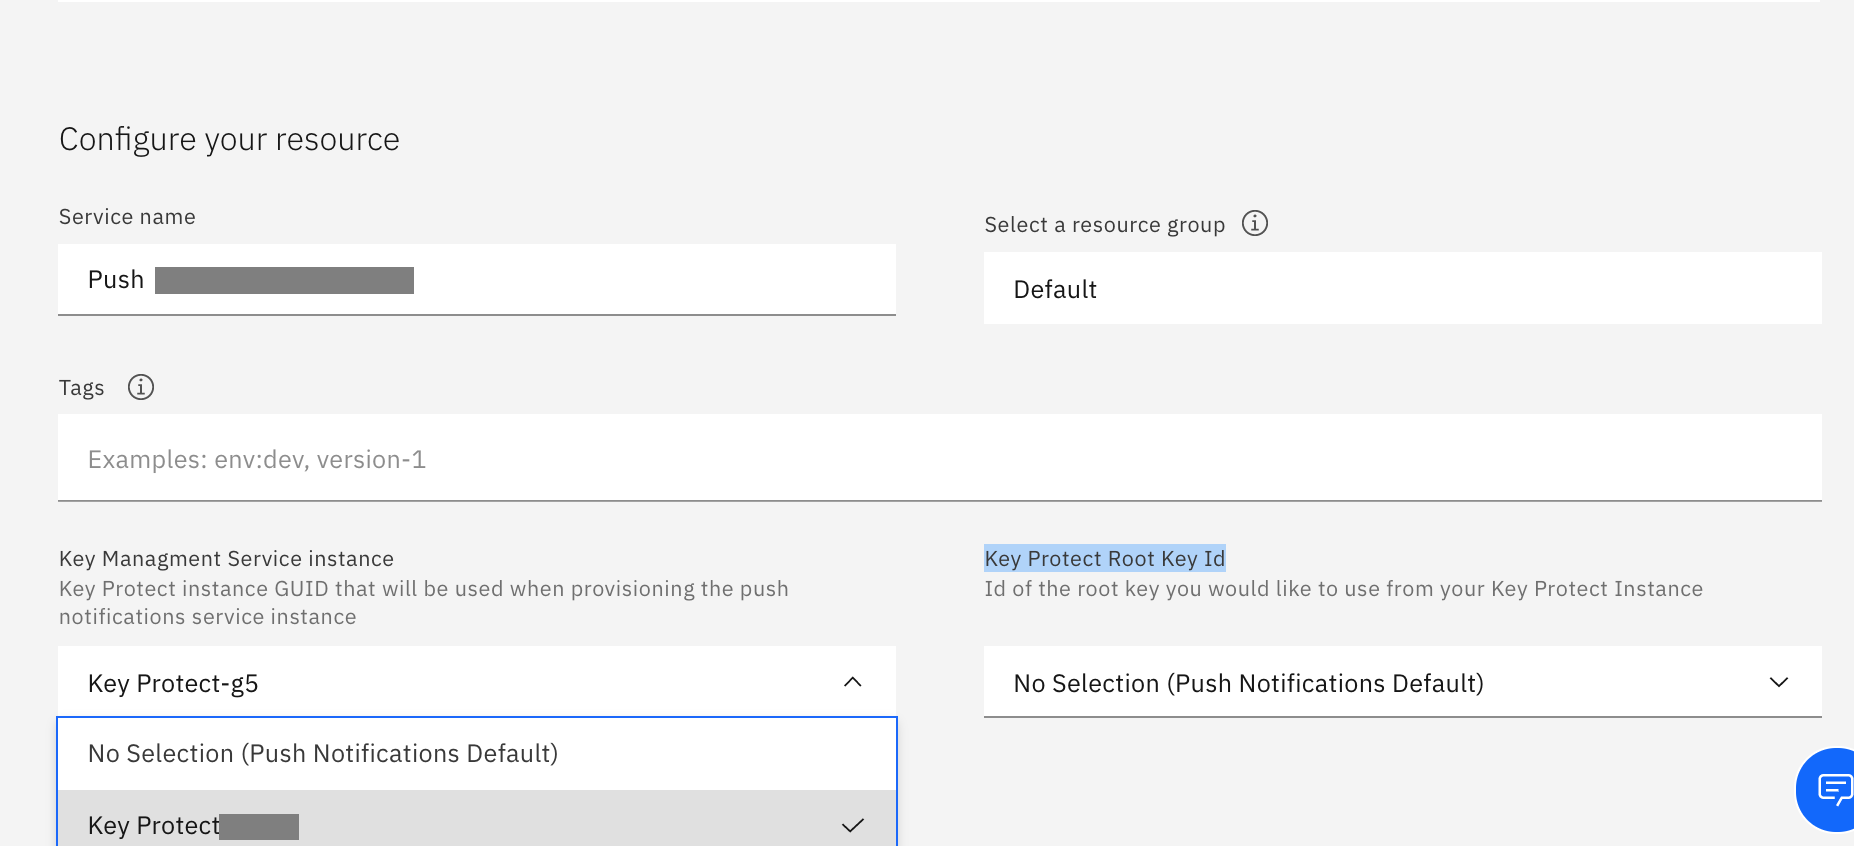 Configure your resource
Service name
Push
Select a resource group
Default
Tags
Examples: env:dev, version-1
Key Managment Service instance
Key Protect instance GUID that will be used when provisioning the push
notifications service instance
Key Protect-g5
No Selection (Push Notifications Default)
Key Protect
Key Protect Root Key Id
Id of the root key you would like to use from your Key Protect Instance
No Selection (Push Notifications Default)